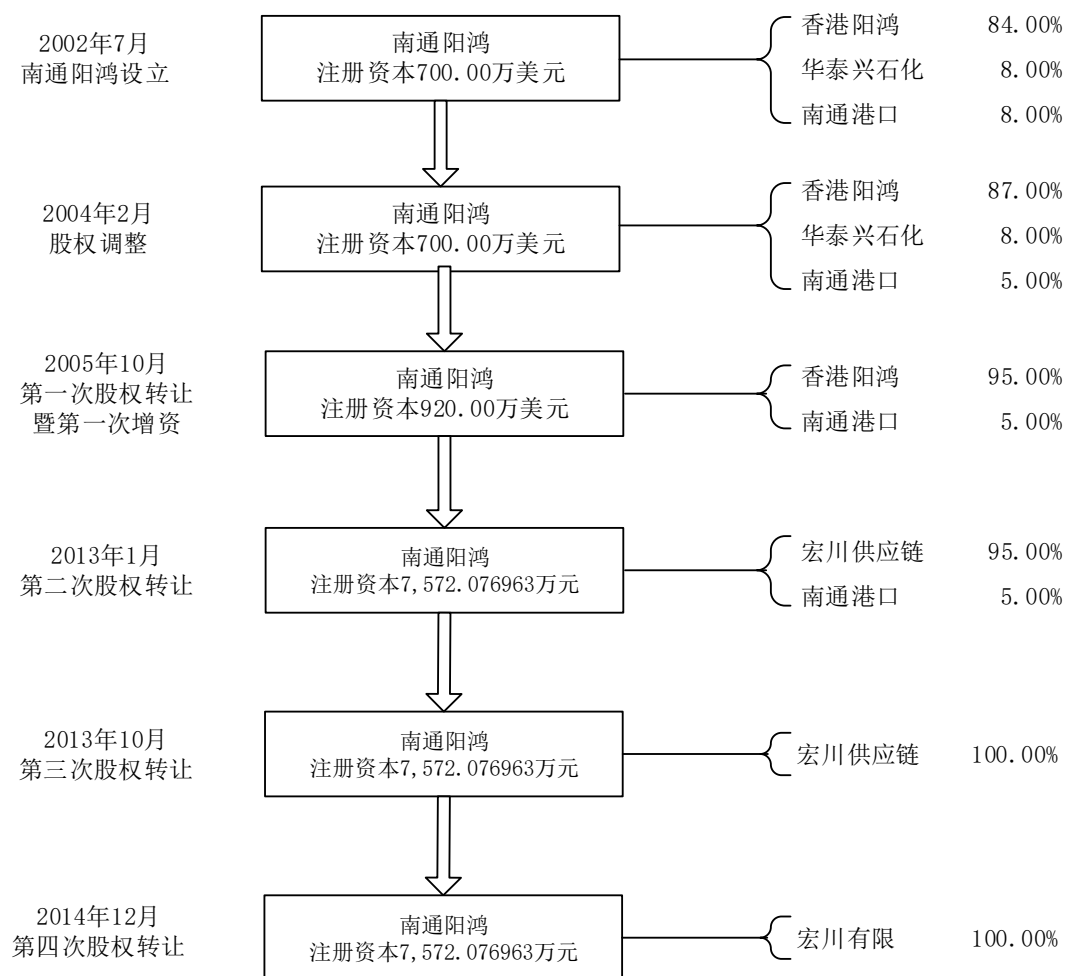 2002年7月
南通阳鸿设立
南通阳鸿
注册资本700.00万美元
香港阳鸿 84.00%
华泰兴石化 8.00%
南通港口 8.00%
2004年2月
股权调整
南通阳鸿
注册资本700.00万美元
香港阳鸿 87.00%
华泰兴石化 8.00%
南通港口 5.00%
2005年10月
第一次股权转让
暨第一次增资
南通阳鸿
注册资本920.00万美元
香港阳鸿 95.00%
南通港口 5.00%
2013年1月
第二次股权转让
南通阳鸿
注册资本7,572.076963万元
宏川供应链 95.00%
南通港口 5.00%
2013年10月
第三次股权转让
南通阳鸿
注册资本7,572.076963万元
宏川供应链 100.00%
2014年12月
第四次股权转让
南通阳鸿
注册资本7,572.076963万元
宏川有限 100.00%